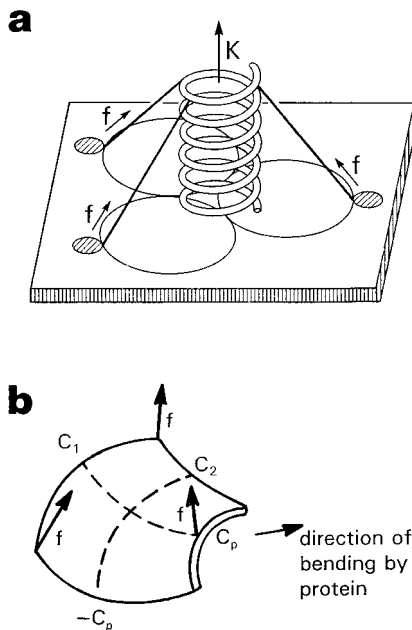 a
K
f
f
f
b
f
C₁
C₂
f
f
Cₚ
direction of
bending by
protein
-Cₚ